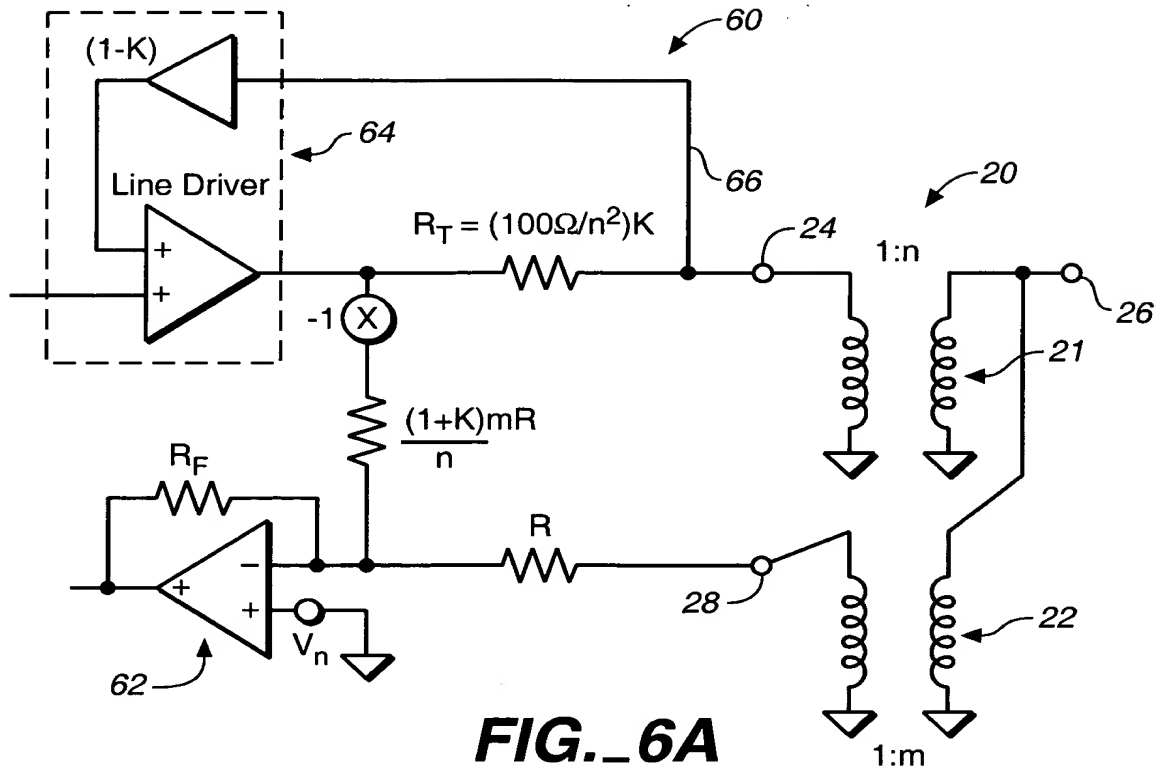 (1-K)
60
64
Line Driver
+
+
66
20
R_T = (100Ω/n²)K
24
1:n
26
-1
X
21
(1+K)mR
n
R_F
R
-
+
+
V_n
28
22
62
FIG._6A
1:m